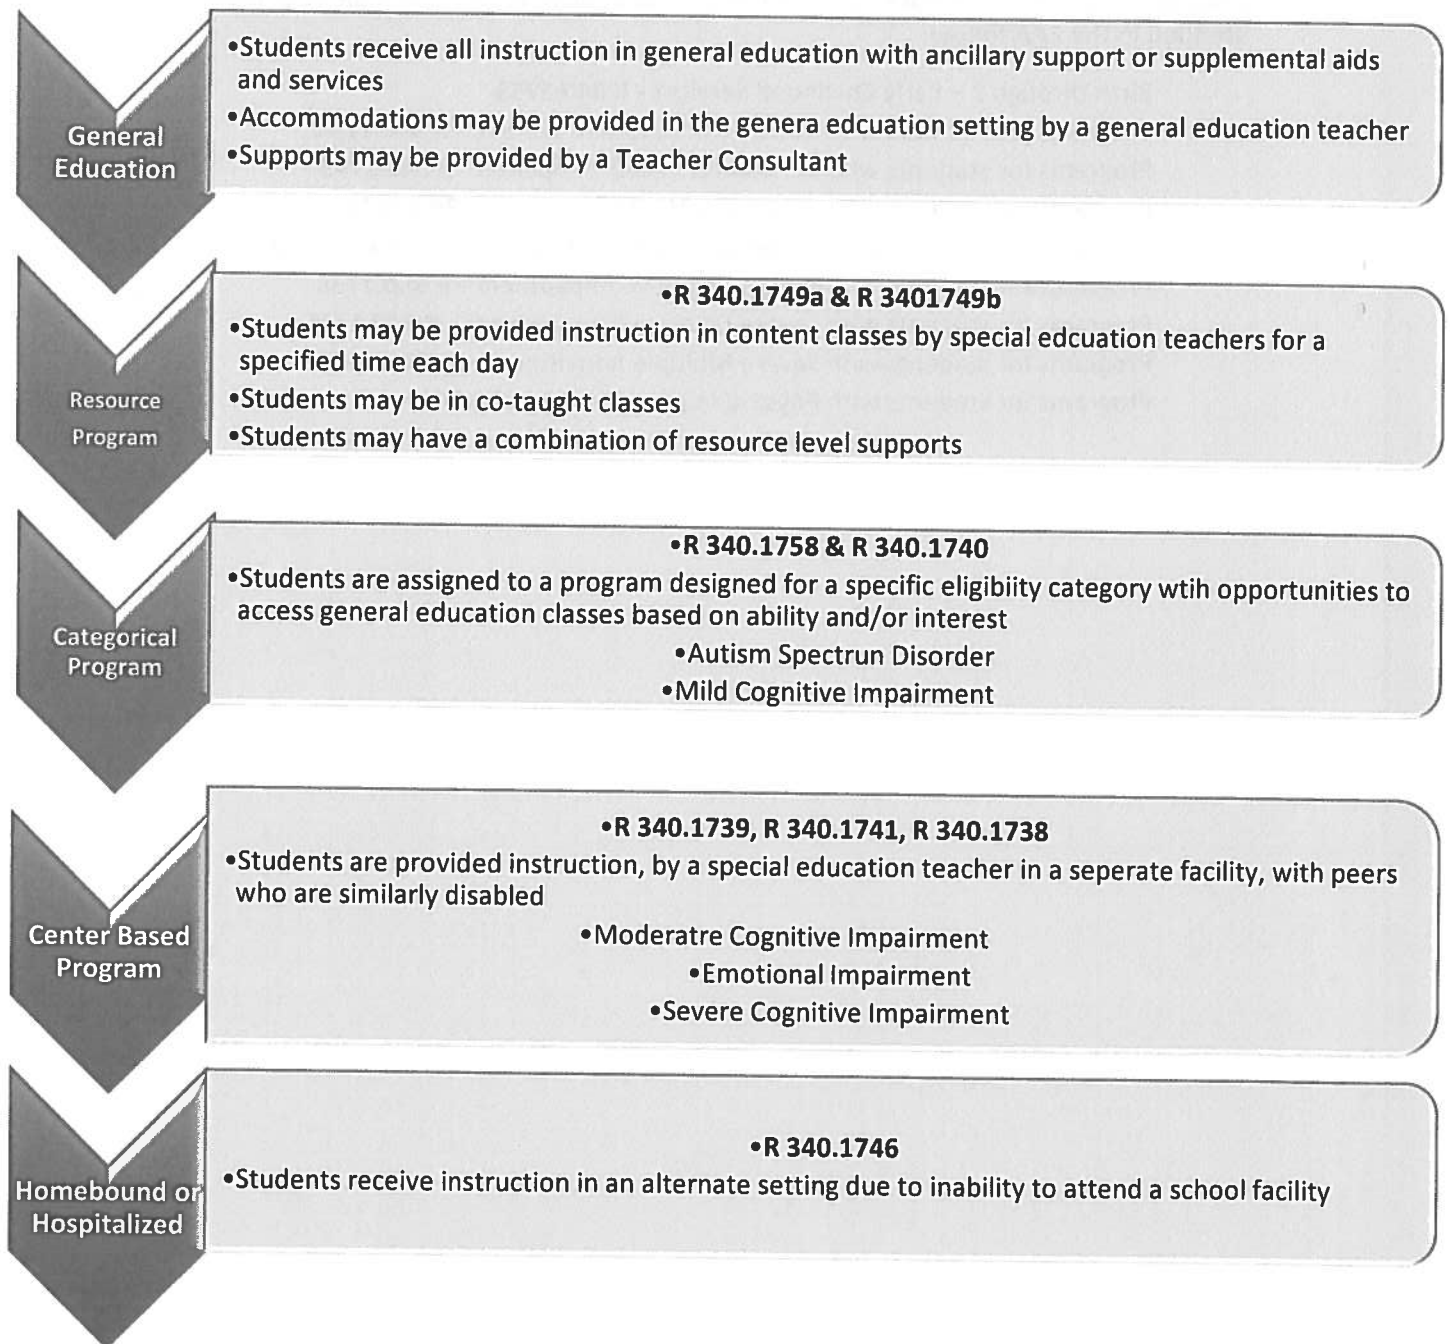 General
Education
•Students receive all instruction in general education with ancillary support or supplemental aids
and services
•Accommodations may be provided in the genera edcuation setting by a general education teacher
•Supports may be provided by a Teacher Consultant
Resource
Program
•R 340.1749a & R 3401749b
•Students may be provided instruction in content classes by special edcuation teachers for a
specified time each day
•Students may be in co-taught classes
•Students may have a combination of resource level supports
Categorical
Program
•R 340.1758 & R 340.1740
•Students are assigned to a program designed for a specific eligibiity category wtih opportunities to
access general education classes based on ability and/or interest
•Autism Spectrun Disorder
•Mild Cognitive Impairment
Center Based
Program
•R 340.1739, R 340.1741, R 340.1738
•Students are provided instruction, by a special education teacher in a seperate facility, with peers
who are similarly disabled
•Moderatre Cognitive Impairment
•Emotional Impairment
•Severe Cognitive Impairment
Homebound or
Hospitalized
•R 340.1746
•Students receive instruction in an alternate setting due to inability to attend a school facility